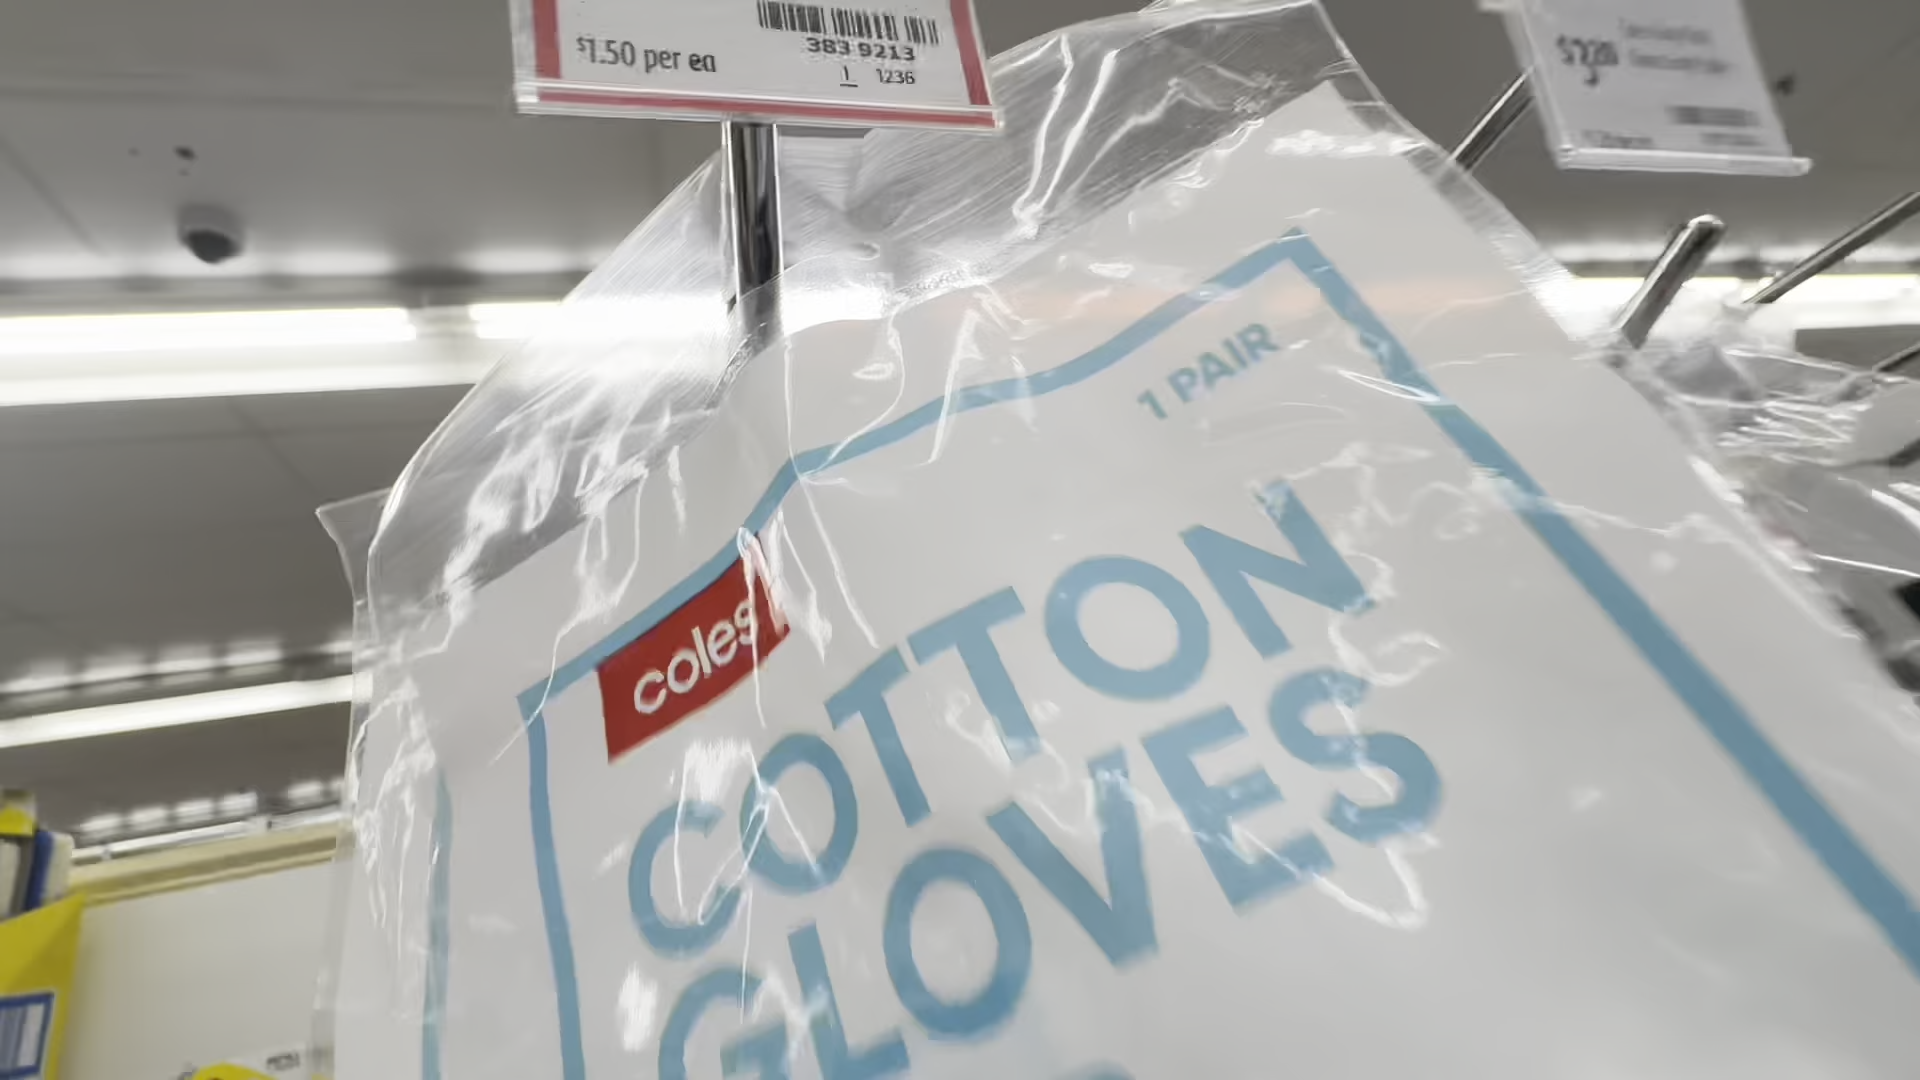 $1.50 per ea
383 9213
1 1236
1 PAIR
coles
COTTON
GLOVES